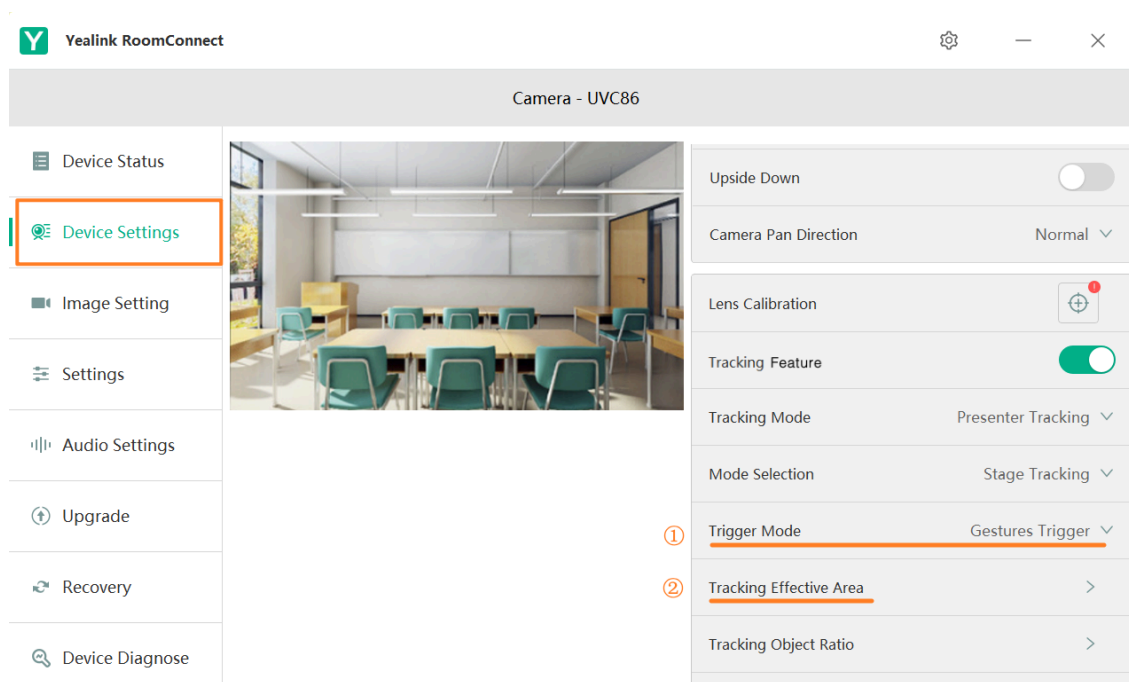 Y Yealink RoomConnect
Camera - UVC86
Device Status
Device Settings
Image Setting
Settings
Audio Settings
Upgrade
Recovery
Device Diagnose
Upside Down
Camera Pan Direction Normal
Lens Calibration !
Tracking Feature
Tracking Mode Presenter Tracking
Mode Selection Stage Tracking
① Trigger Mode Gestures Trigger
② Tracking Effective Area
Tracking Object Ratio